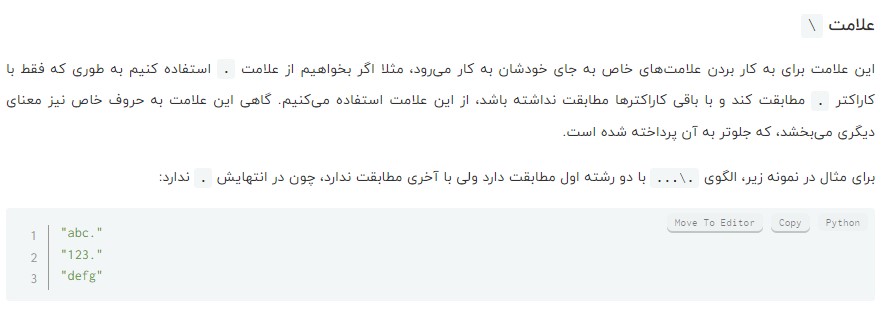 علامت \
این علامت برای به کار بردن علامت‌های خاص به جای خودشان به کار می‌رود، مثلا اگر بخواهیم از علامت . استفاده کنیم به طوری که فقط با
کاراکتر . مطابقت کند و با باقی کاراکترها مطابقت نداشته باشد، از این علامت استفاده می‌کنیم. گاهی این علامت به حروف خاص نیز معنای
دیگری می‌بخشد، که جلوتر به آن پرداخته شده است.
برای مثال در نمونه زیر، الگوی ...\. با دو رشته اول مطابقت دارد ولی با آخری مطابقت ندارد، چون در انتهایش . ندارد:
Move To Editor Copy Python
1 "abc."
2 "123."
3 "defg"